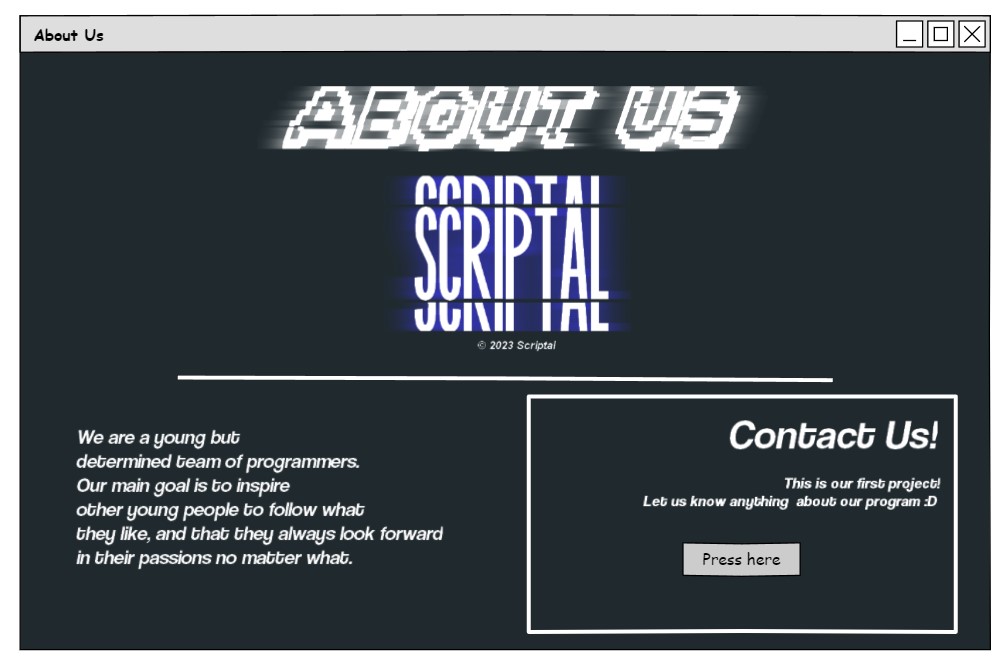 About Us
ABOUT US
SCRIPTAL
SCRIPTAL
SCRIPTAL
© 2023 Scriptal
We are a young but
determined team of programmers.
Our main goal is to inspire
other young people to follow what
they like, and that they always look forward
in their passions no matter what.
Contact Us!
This is our first project!
Let us know anything about our program :D
Press here